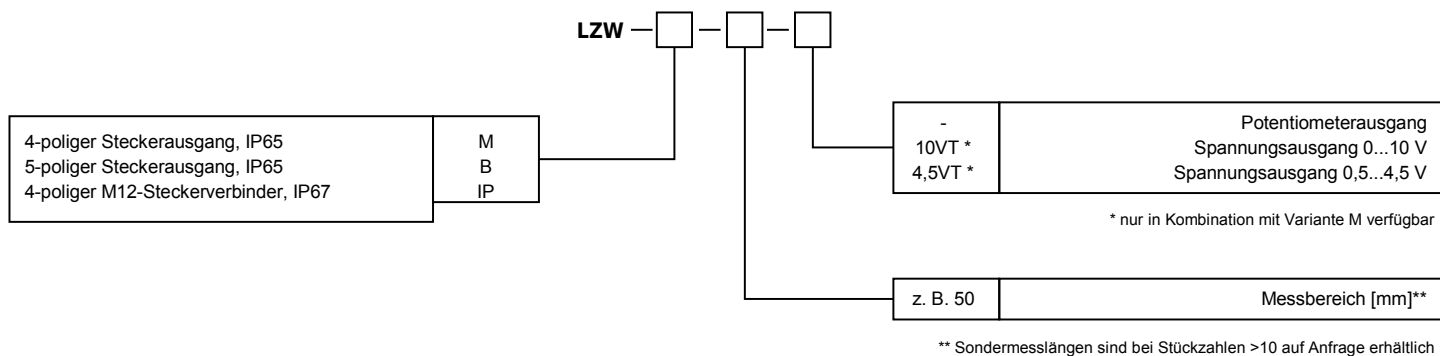 LZW — —  —
4-poliger Steckerausgang, IP65 M
5-poliger Steckerausgang, IP65 B
4-poliger M12-Steckerverbinder, IP67 IP
- Potentiometerausgang
10VT * Spannungsausgang 0...10 V
4,5VT * Spannungsausgang 0,5...4,5 V
* nur in Kombination mit Variante M verfügbar
z. B. 50 Messbereich [mm]**
** Sondermesslängen sind bei Stückzahlen >10 auf Anfrage erhältlich